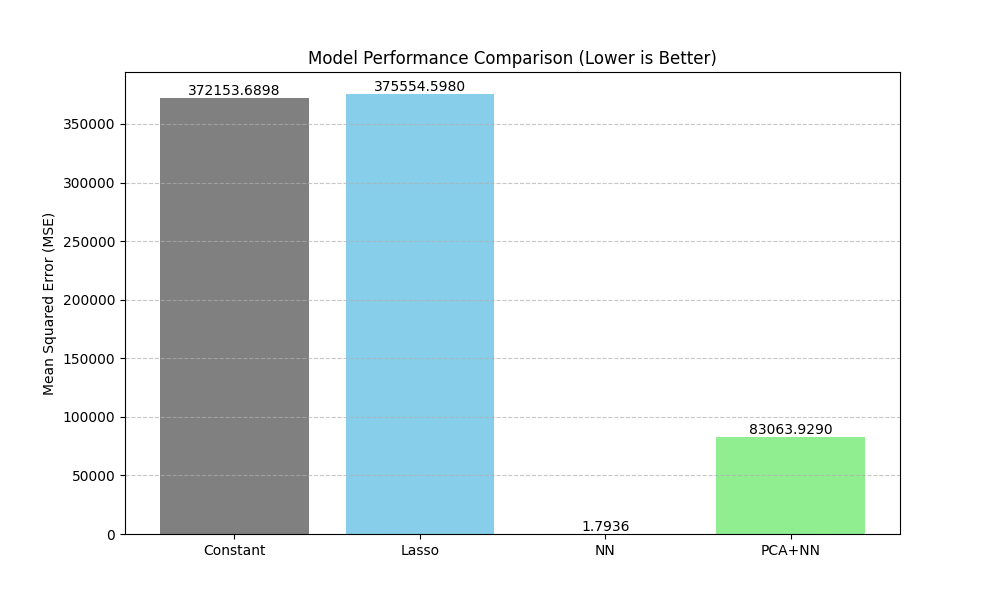 Model Performance Comparison (Lower is Better)
372153.6898
375554.5980
1.7936
83063.9290
Mean Squared Error (MSE)
350000
300000
250000
200000
150000
100000
50000
0
Constant
Lasso
NN
PCA+NN